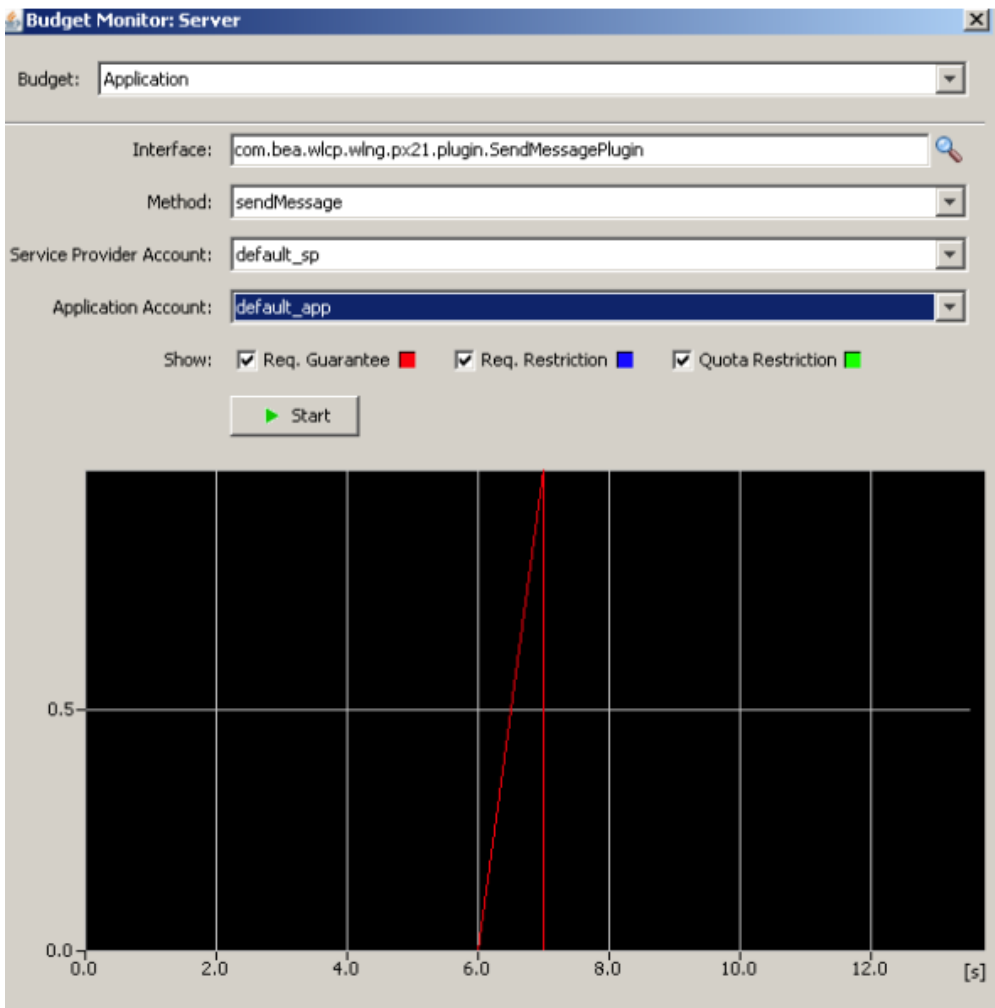 Budget Monitor: Server
Budget: Application
Interface: com.bea.wlcp.wlng.px21.plugin.SendMessagePlugin
Method: sendMessage
Service Provider Account: default_sp
Application Account: default_app
Show: Req. Guarantee Req. Restriction Quota Restriction
Start
0.5
0.0
0.0 2.0 4.0 6.0 8.0 10.0 12.0 [s]